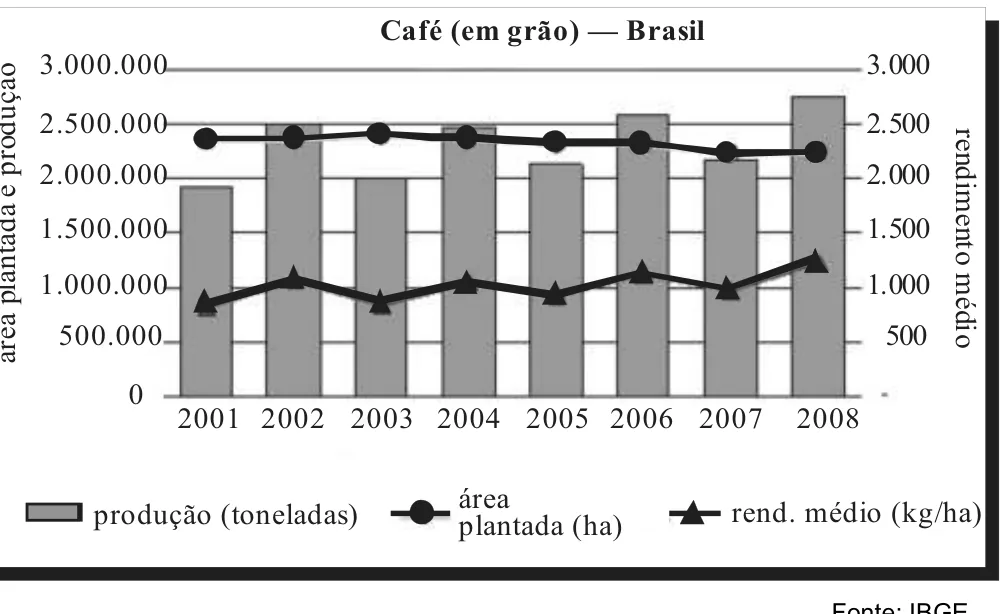 Café (em grão) — Brasil
área plantada e produção
3.000.000
2.500.000
2.000.000
1.500.000
1.000.000
500.000
0
3.000
2.500
2.000
1.500
1.000
500
-
rendimento médio
2001 2002 2003 2004 2005 2006 2007 2008
produção (toneladas)
área
plantada (ha)
rend. médio (kg/ha)
Fonte: IBGE